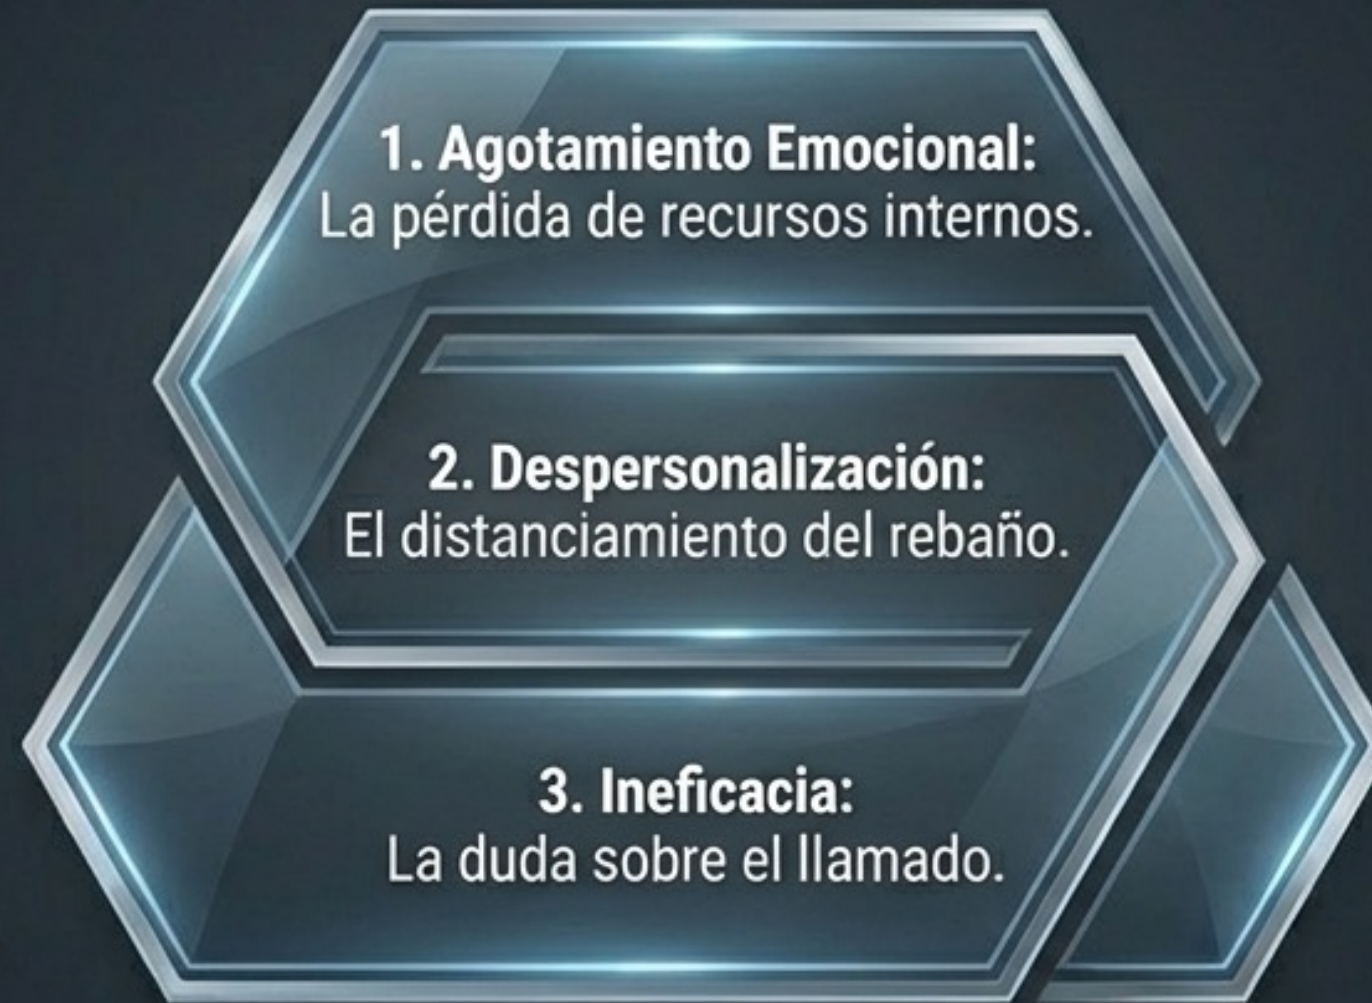 1. Agotamiento Emocional:
La pérdida de recursos internos.
2. Despersonalización:
El distanciamiento del rebaño.
3. Ineficacia:
La duda sobre el llamado.